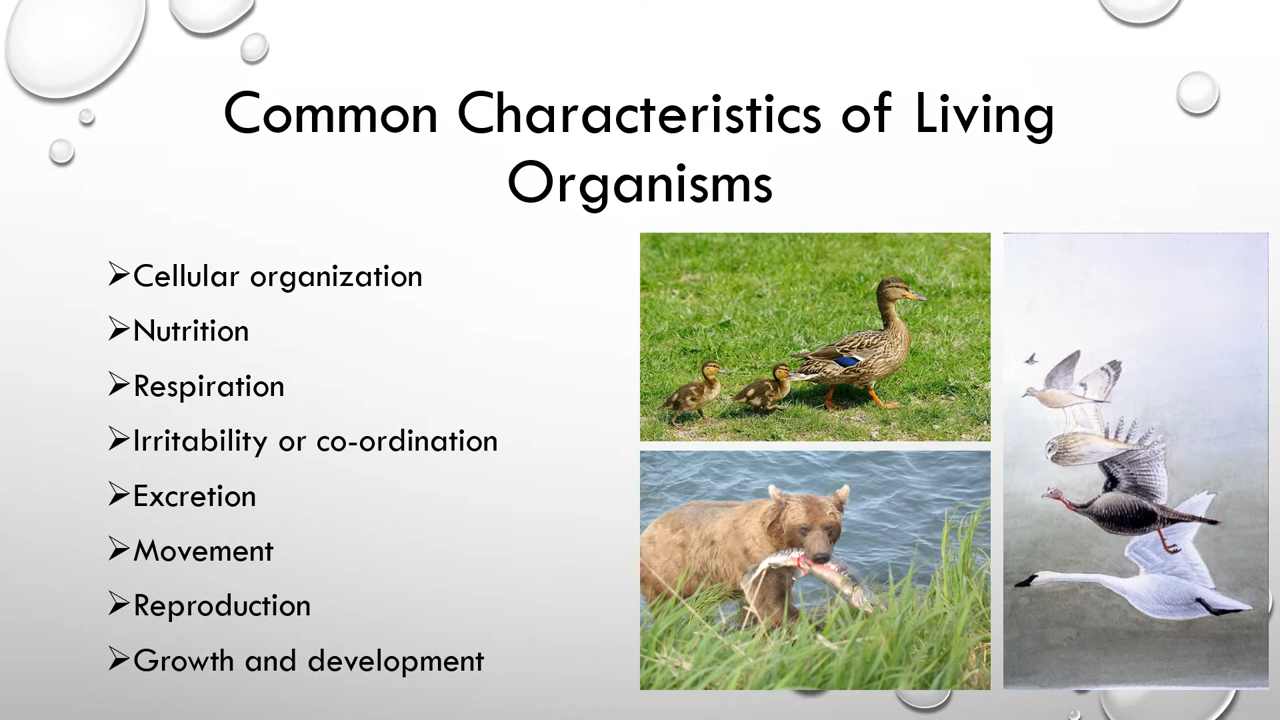 Common Characteristics of Living
Organisms
➢Cellular organization
➢Nutrition
➢Respiration
➢Irritability or co-ordination
➢Excretion
➢Movement
➢Reproduction
➢Growth and development